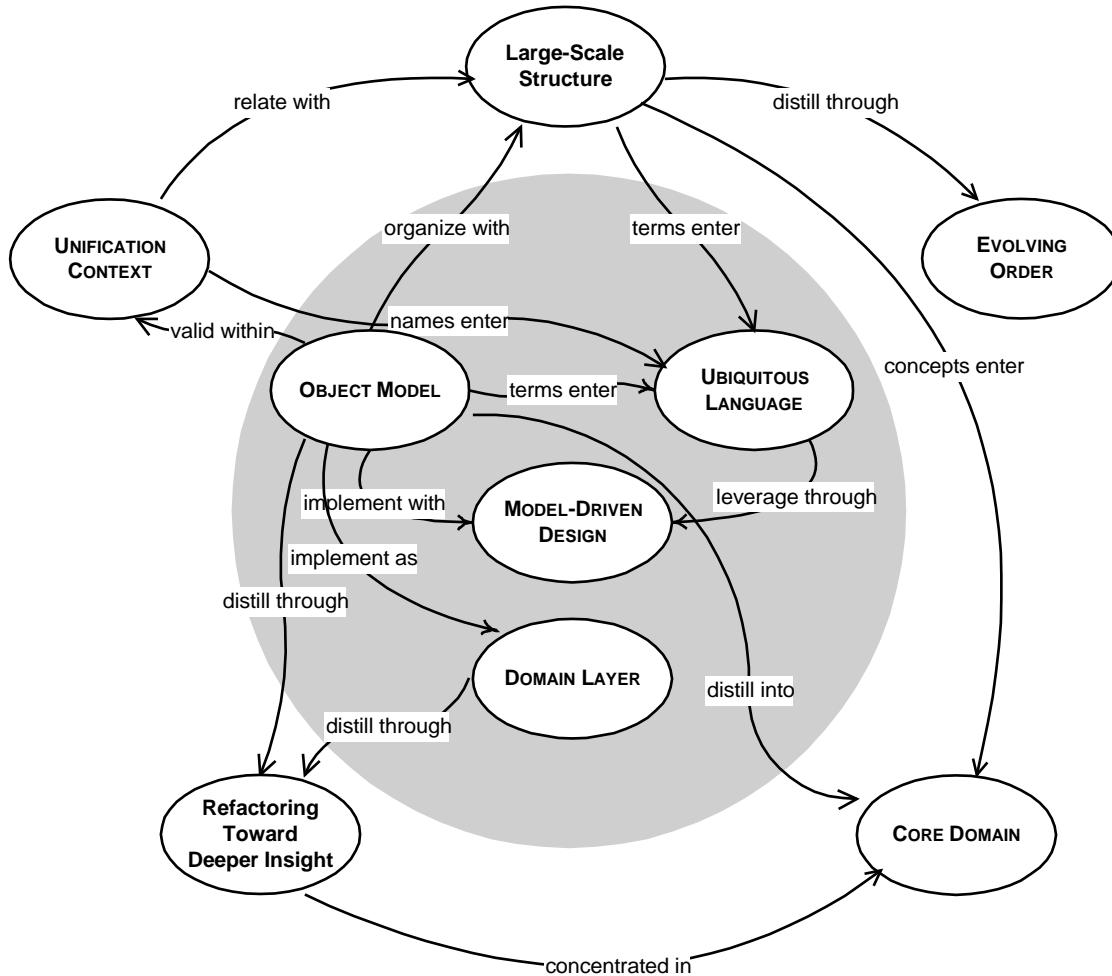 Large-Scale
Structure
relate with
distill through
organize with
terms enter
UNIFICATION
CONTEXT
EVOLVING
ORDER
valid within
names enter
concepts enter
OBJECT MODEL
terms enter
UBIQUITOUS
LANGUAGE
implement with
MODEL-DRIVEN
DESIGN
leverage through
implement as
distill through
DOMAIN LAYER
distill into
distill through
Refactoring
Toward
Deeper Insight
CORE DOMAIN
concentrated in